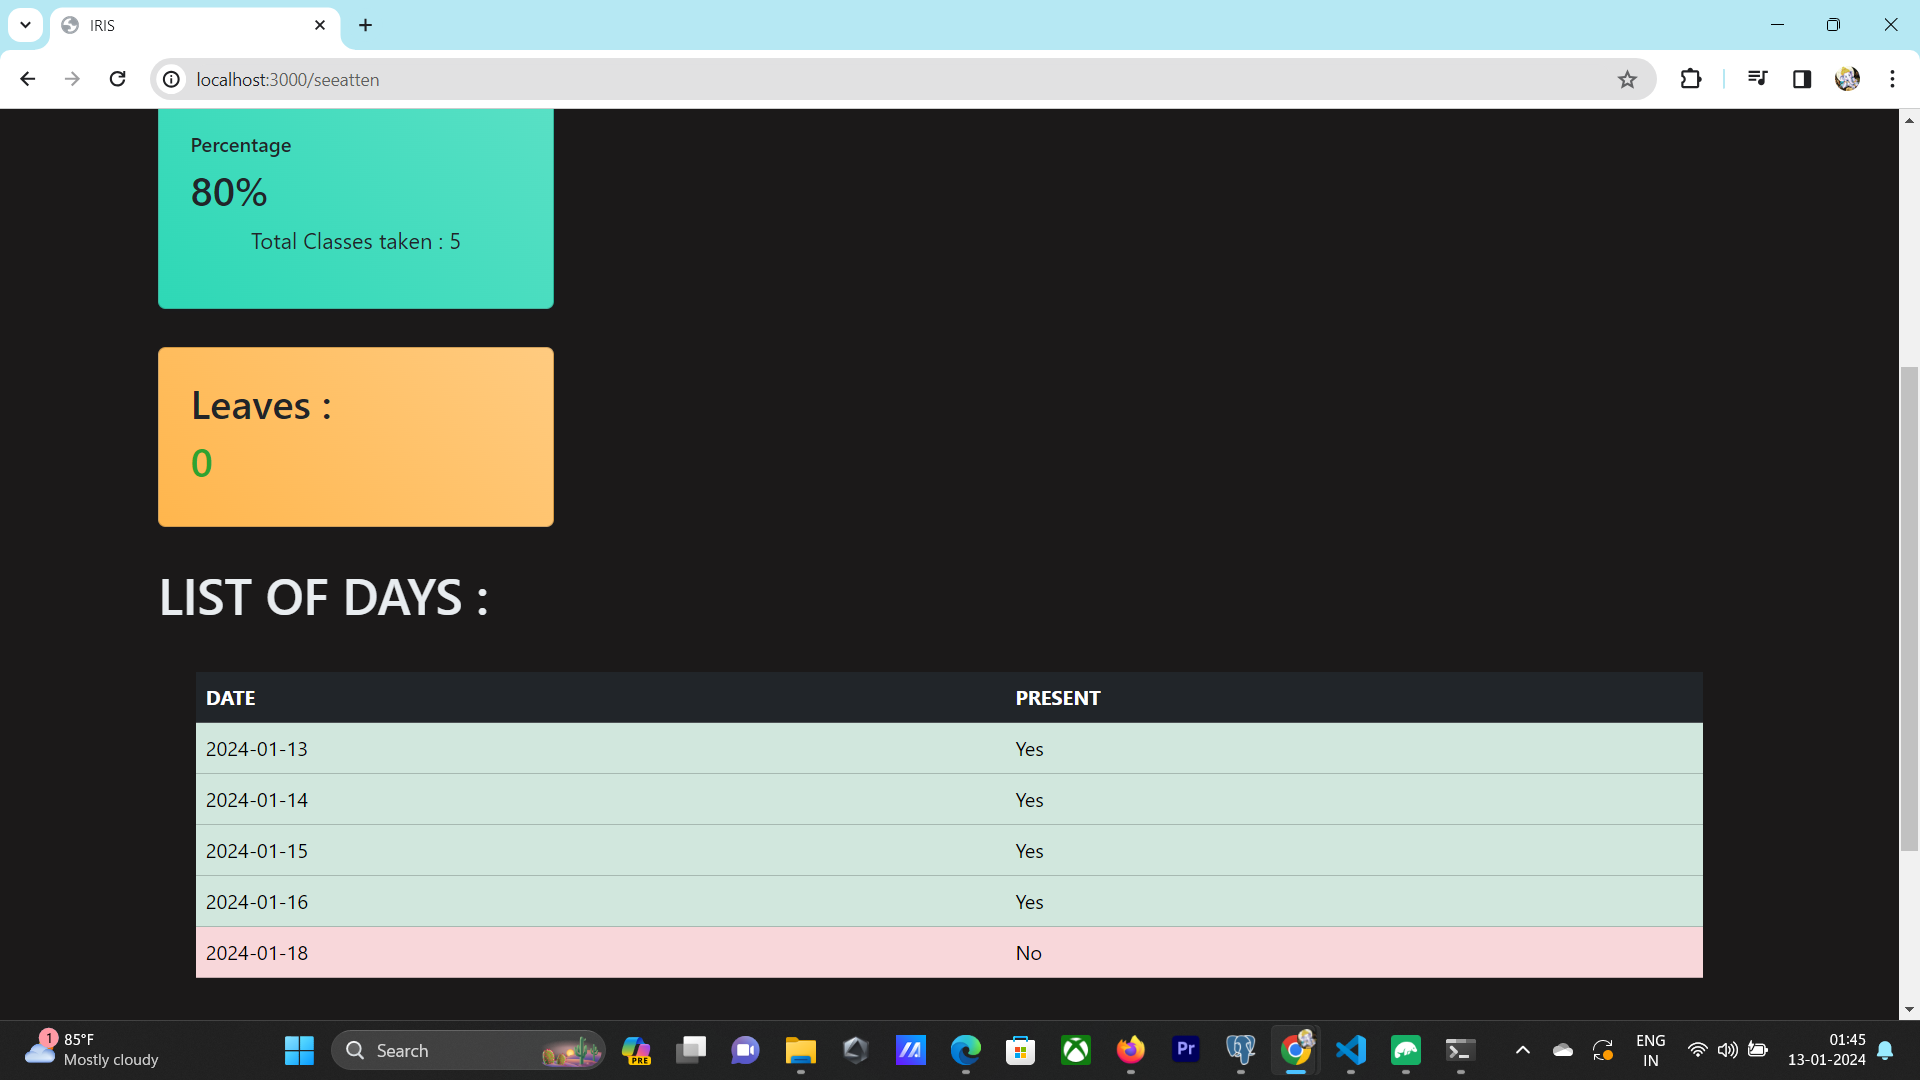 IRIS
localhost:3000/seeatten
Percentage
80%
Total Classes taken : 5
Leaves :
0
LIST OF DAYS :
DATE PRESENT
2024-01-13 Yes
2024-01-14 Yes
2024-01-15 Yes
2024-01-16 Yes
2024-01-18 No
1
85°F
Mostly cloudy
Search
PRE
Pr
ENG
IN
01:45
13-01-2024